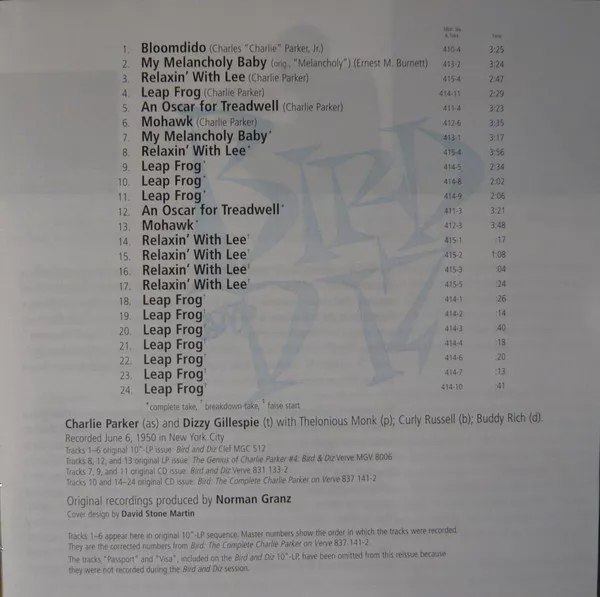 Mstr. No. & Take Time
1. Bloomdido (Charles "Charlie" Parker, Jr.) 410-4 3:25
2. My Melancholy Baby (orig., "Melancholy") (Ernest M. Burnett) 413-2 3:24
3. Relaxin' With Lee (Charlie Parker) 415-4 2:47
4. Leap Frog (Charlie Parker) 414-11 2:29
5. An Oscar for Treadwell (Charlie Parker) 411-4 3:23
6. Mohawk (Charlie Parker) 412-6 3:35
7. My Melancholy Baby* 413-1 3:17
8. Relaxin' With Lee* 415-4 3:56
9. Leap Frog* 414-5 2:34
10. Leap Frog* 414-8 2:02
11. Leap Frog* 414-9 2:06
12. An Oscar for Treadwell* 411-3 3:21
13. Mohawk* 412-3 3:48
14. Relaxin' With Lee† 415-1 :17
15. Relaxin' With Lee† 415-2 1:08
16. Relaxin' With Lee‡ 415-3 :04
17. Relaxin' With Lee† 415-5 :24
18. Leap Frog† 414-1 :26
19. Leap Frog† 414-2 :14
20. Leap Frog† 414-3 :40
21. Leap Frog† 414-4 :18
22. Leap Frog† 414-6 :20
23. Leap Frog† 414-7 :13
24. Leap Frog† 414-10 :41
*complete take, † breakdown take, ‡ false start
Charlie Parker (as) and Dizzy Gillespie (t) with Thelonious Monk (p); Curly Russell (b); Buddy Rich (d).
Recorded June 6, 1950 in New York City
Tracks 1–6 original 10"-LP issue: Bird and Diz Clef MGC 512
Tracks 8, 12, and 13 original LP issue: The Genius of Charlie Parker #4: Bird & Diz Verve MGV 8006
Tracks 7, 9, and 11 original CD issue: Bird and Diz Verve 831 133-2
Tracks 10 and 14–24 original CD issue: Bird: The Complete Charlie Parker on Verve 837 141-2
Original recordings produced by Norman Granz
Cover design by David Stone Martin
Tracks 1–6 appear here in original 10"-LP sequence. Master numbers show the order in which the tracks were recorded.
They are the corrected numbers from Bird: The Complete Charlie Parker on Verve 837 141-2.
The tracks "Passport" and "Visa", included on the Bird and Diz 10"-LP, have been omitted from this reissue because
they were not recorded during the Bird and Diz session.
BIRD
and
DIZ